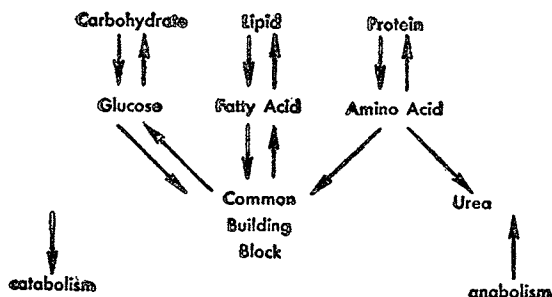 Carbohydrate Lipid Protein
Glucose Fatty Acid Amino Acid
Common
Building
Block
Urea
catabolism
anabolism